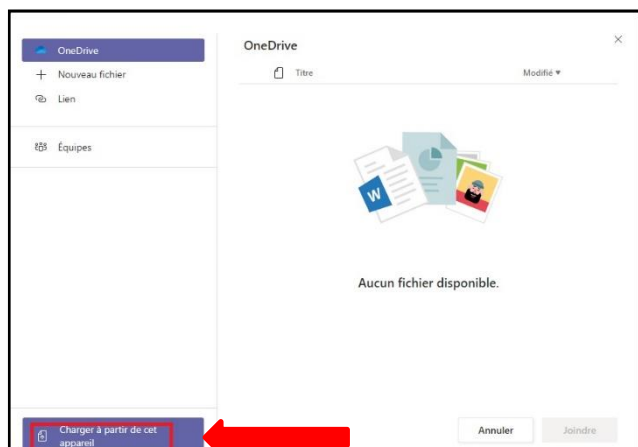 OneDrive
Nouveau fichier
Lien
Équipes
Charger à partir de cet
appareil
OneDrive
Titre
Modifié
W
Aucun fichier disponible.
Annuler
Joindre